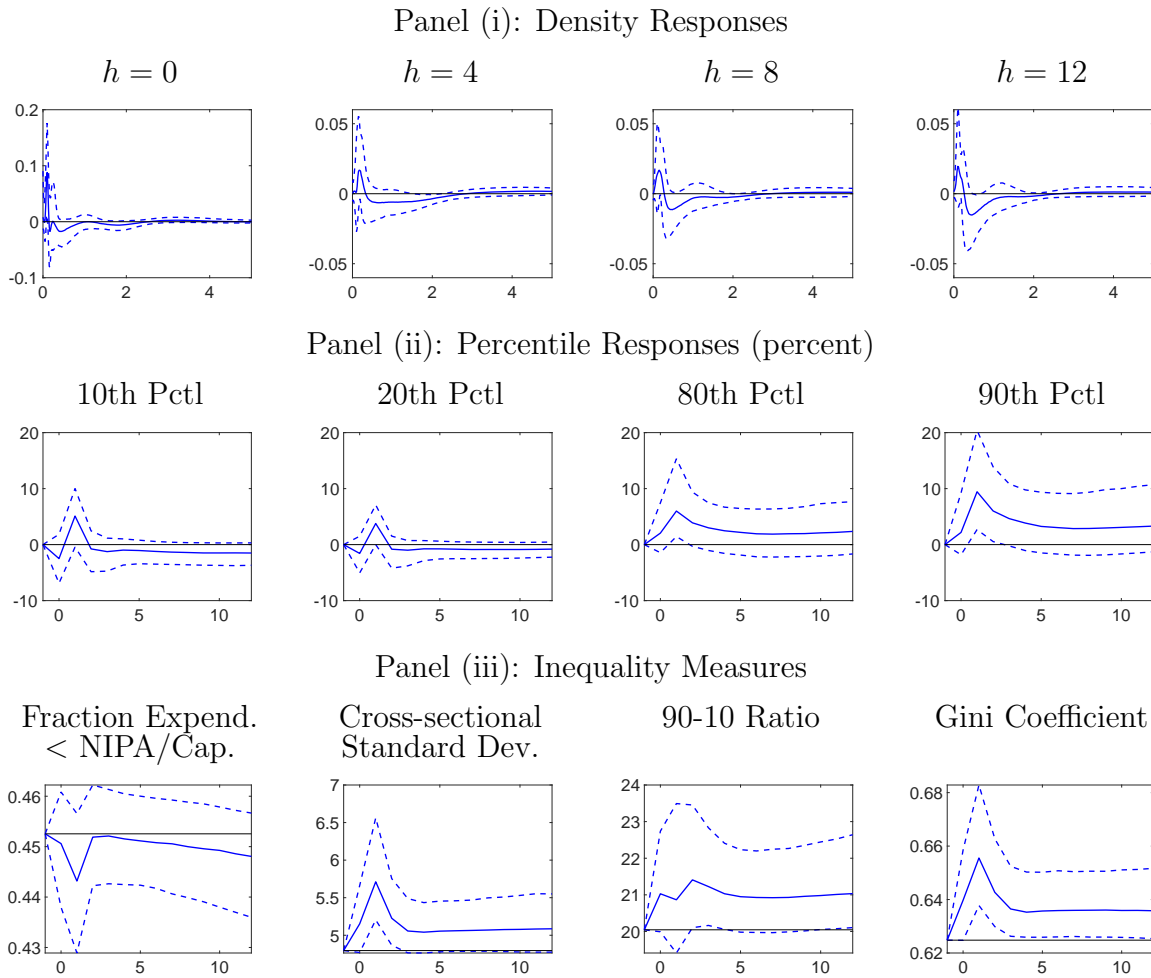 Panel (i): Density Responses
h = 0
h = 4
h = 8
h = 12
0.2
0.1
0
-0.1
0 2 4
0.05
0
-0.05
0 2 4
0.05
0
-0.05
0 2 4
0.05
0
-0.05
0 2 4
Panel (ii): Percentile Responses (percent)
10th Pctl
20th Pctl
80th Pctl
90th Pctl
20
10
0
-10
0 5 10
20
10
0
-10
0 5 10
20
10
0
-10
0 5 10
20
10
0
-10
0 5 10
Panel (iii): Inequality Measures
Fraction Expend.
< NIPA/Cap.
Cross-sectional
Standard Dev.
90-10 Ratio
Gini Coefficient
0.46
0.45
0.44
0.43
0 5 10
7
6.5
6
5.5
5
0 5 10
24
23
22
21
20
0 5 10
0.68
0.66
0.64
0.62
0 5 10